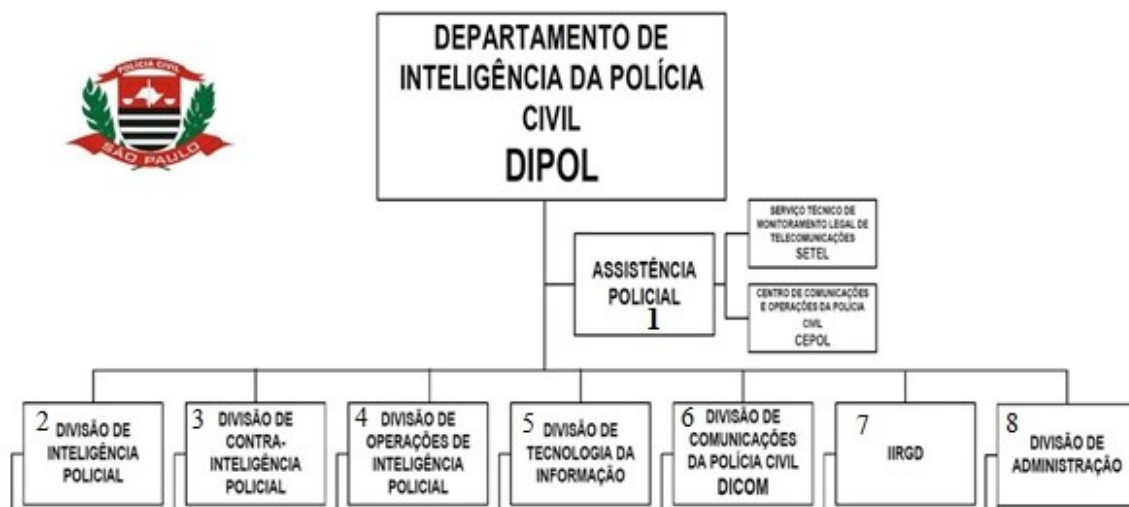 DEPARTAMENTO DE
INTELIGÊNCIA DA POLÍCIA
CIVIL
DIPOL
POLÍCIA CIVIL
SÃO PAULO
SERVIÇO TÉCNICO DE
MONITORAMENTO LEGAL DE
TELECOMUNICAÇÕES
SETEL
ASSISTÊNCIA
POLICIAL
1
CENTRO DE COMUNICAÇÕES
E OPERAÇÕES DA POLÍCIA
CIVIL
CEPOL
2 DIVISÃO DE
INTELIGÊNCIA
POLICIAL
3 DIVISÃO DE
CONTRA-
INTELIGÊNCIA
POLICIAL
4 DIVISÃO DE
OPERAÇÕES DE
INTELIGÊNCIA
POLICIAL
5 DIVISÃO DE
TECNOLOGIA DA
INFORMAÇÃO
6 DIVISÃO DE
COMUNICAÇÕES
DA POLÍCIA CIVIL
DICOM
7
IIRGD
8
DIVISÃO DE
ADMINISTRAÇÃO